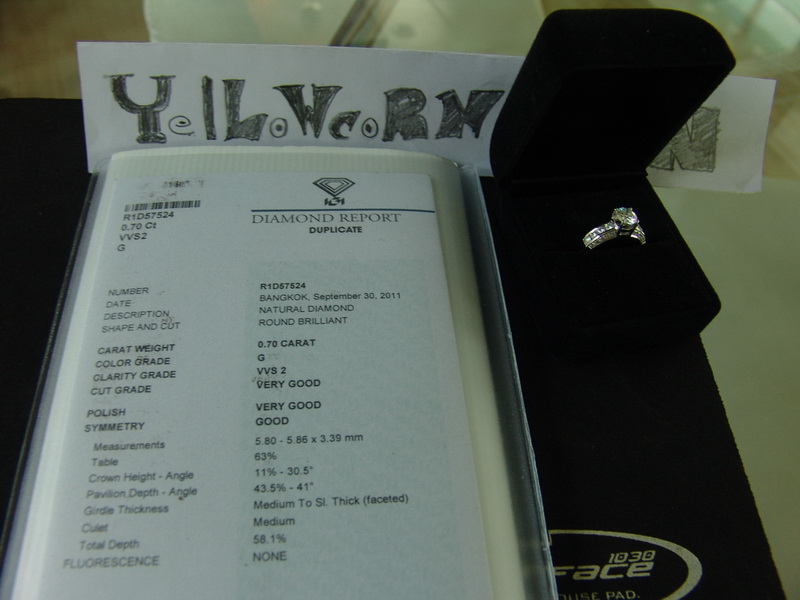 YelLoWcoRN
N
R1D57524
0.70 Ct
VVS2
G
DIAMOND REPORT
DUPLICATE
NUMBER R1D57524
DATE BANGKOK, September 30, 2011
DESCRIPTION NATURAL DIAMOND
SHAPE AND CUT ROUND BRILLIANT
CARAT WEIGHT 0.70 CARAT
COLOR GRADE G
CLARITY GRADE VVS 2
CUT GRADE VERY GOOD
POLISH VERY GOOD
SYMMETRY GOOD
Measurements 5.80 - 5.86 x 3.39 mm
Table 63%
Crown Height - Angle 11% - 30.5°
Pavilion Depth - Angle 43.5% - 41°
Girdle Thickness Medium To Sl. Thick (faceted)
Culet Medium
Total Depth 58.1%
FLUORESCENCE NONE
1030
FACE
OUSE PAD.